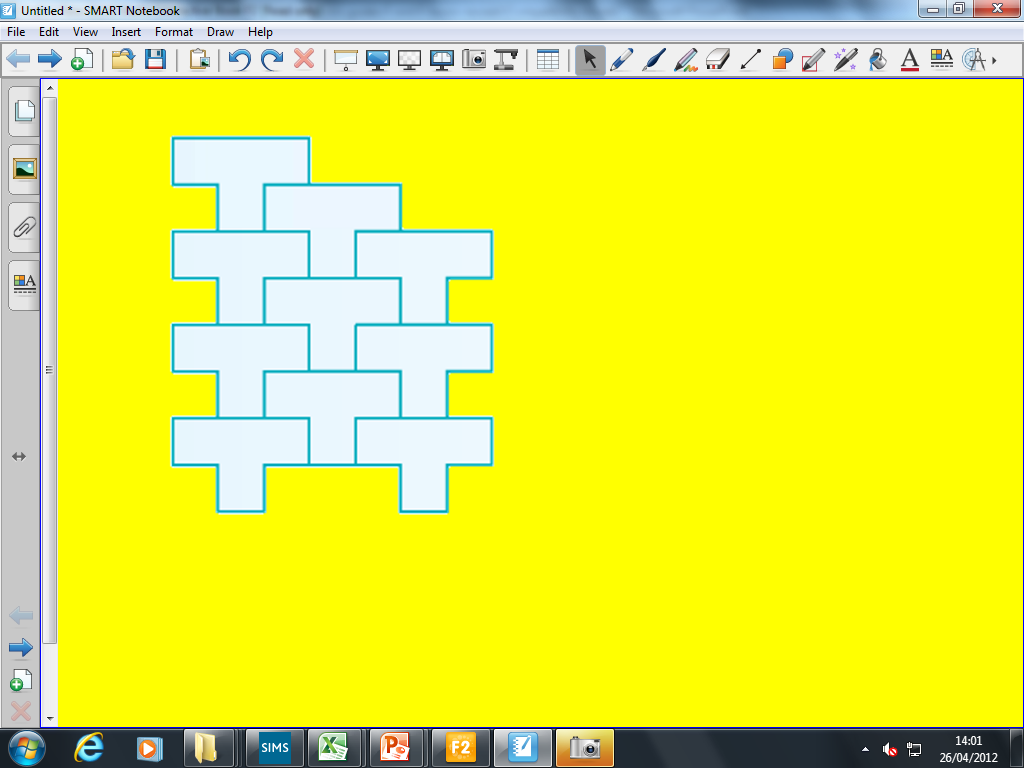 Untitled * - SMART Notebook
File Edit View Insert Format Draw Help
SIMS
F2
14:01
26/04/2012